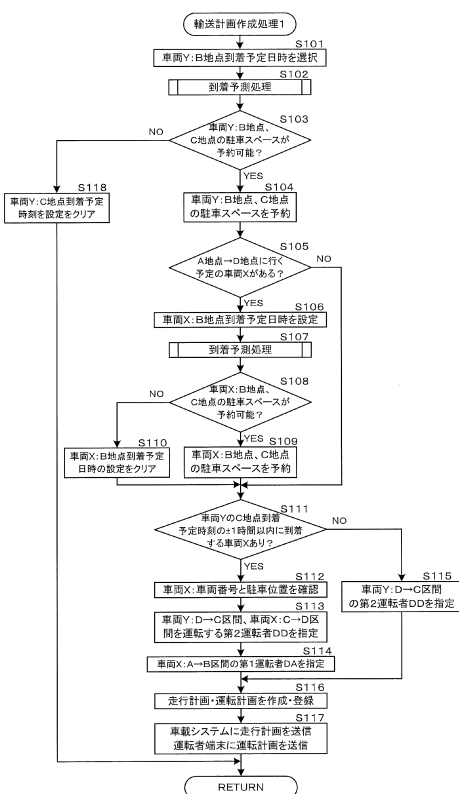 輸送計画作成処理1
S101
車両Y:B地点到着予定日時を選択
S102
到着予測処理
S103
車両Y:B地点、
C地点の駐車スペースが
予約可能?
NO
YES
S118
車両Y:C地点到着予定
時刻を設定をクリア
S104
車両Y:B地点、C地点
の駐車スペースを予約
S105
A地点→D地点に行く
予定の車両Xがある?
NO
YES
S106
車両X:B地点到着予定日時を設定
S107
到着予測処理
S108
車両X:B地点、
C地点の駐車スペースが
予約可能?
NO
YES
S110
車両X:B地点到着予定
日時の設定をクリア
S109
車両X:B地点、C地点
の駐車スペースを予約
S111
車両YのC地点到着
予定時刻の±1時間以内に到着
する車両Xあり?
NO
YES
S112
車両X:車両番号と駐車位置を確認
S115
車両Y:D→C区間
の第2運転者DDを指定
S113
車両Y:D→C区間、車両X:C→D区
間を運転する第2運転者DDを指定
S114
車両X:A→B区間の第1運転者DAを指定
S116
走行計画・運転計画を作成・登録
S117
車載システムに走行計画を送信
運転者端末に運転計画を送信
RETURN